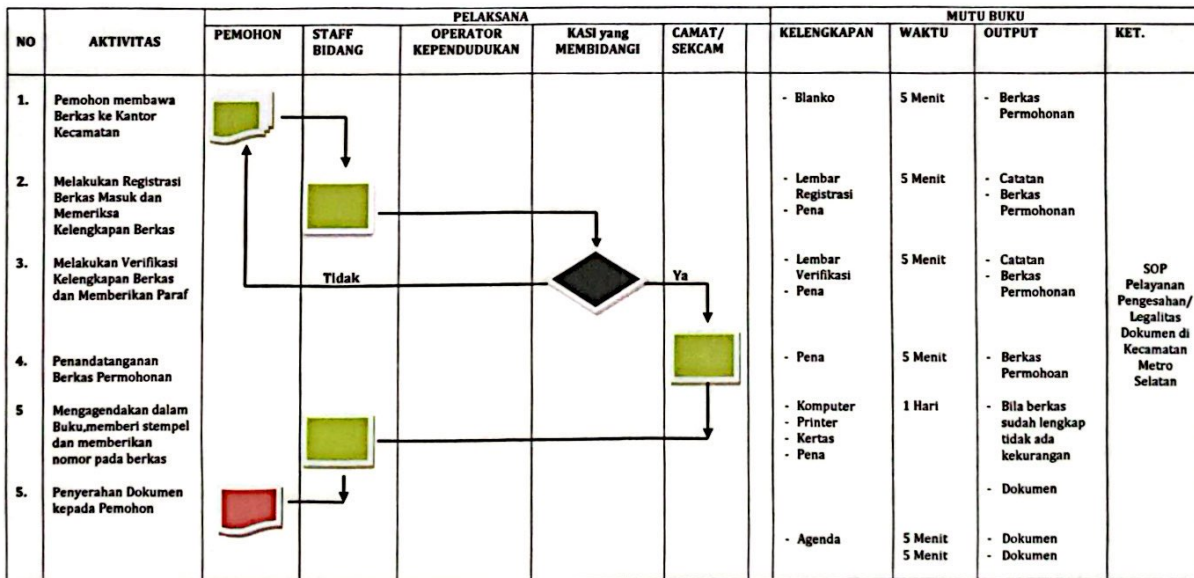 PELAKSANA
MUTU BUKU
NO
AKTIVITAS
PEMOHON
STAFF
BIDANG
OPERATOR
KEPENDUDUKAN
KASI yang
MEMBIDANGI
CAMAT/
SEKCAM
KELENGKAPAN
WAKTU
OUTPUT
KET.
1.
Pemohon membawa
Berkas ke Kantor
Kecamatan
- Blanko
5 Menit
- Berkas
Permohonan
2.
Melakukan Registrasi
Berkas Masuk dan
Memeriksa
Kelengkapan Berkas
- Lembar
Registrasi
- Pena
5 Menit
- Catatan
- Berkas
Permohonan
3.
Melakukan Verifikasi
Kelengkapan Berkas
dan Memberikan Paraf
Tidak
Ya
- Lembar
Verifikasi
- Pena
5 Menit
- Catatan
- Berkas
Permohonan
SOP
Pelayanan
Pengesahan/
Legalitas
Dokumen di
Kecamatan
Metro
Selatan
4.
Penandatanganan
Berkas Permohonan
- Pena
5 Menit
- Berkas
Permohoan
5
Mengagendakan dalam
Buku,memberi stempel
dan memberikan
nomor pada berkas
- Komputer
- Printer
- Kertas
- Pena
1 Hari
- Bila berkas
sudah lengkap
tidak ada
kekurangan
5.
Penyerahan Dokumen
kepada Pemohon
- Dokumen
- Agenda
5 Menit
5 Menit
- Dokumen
- Dokumen